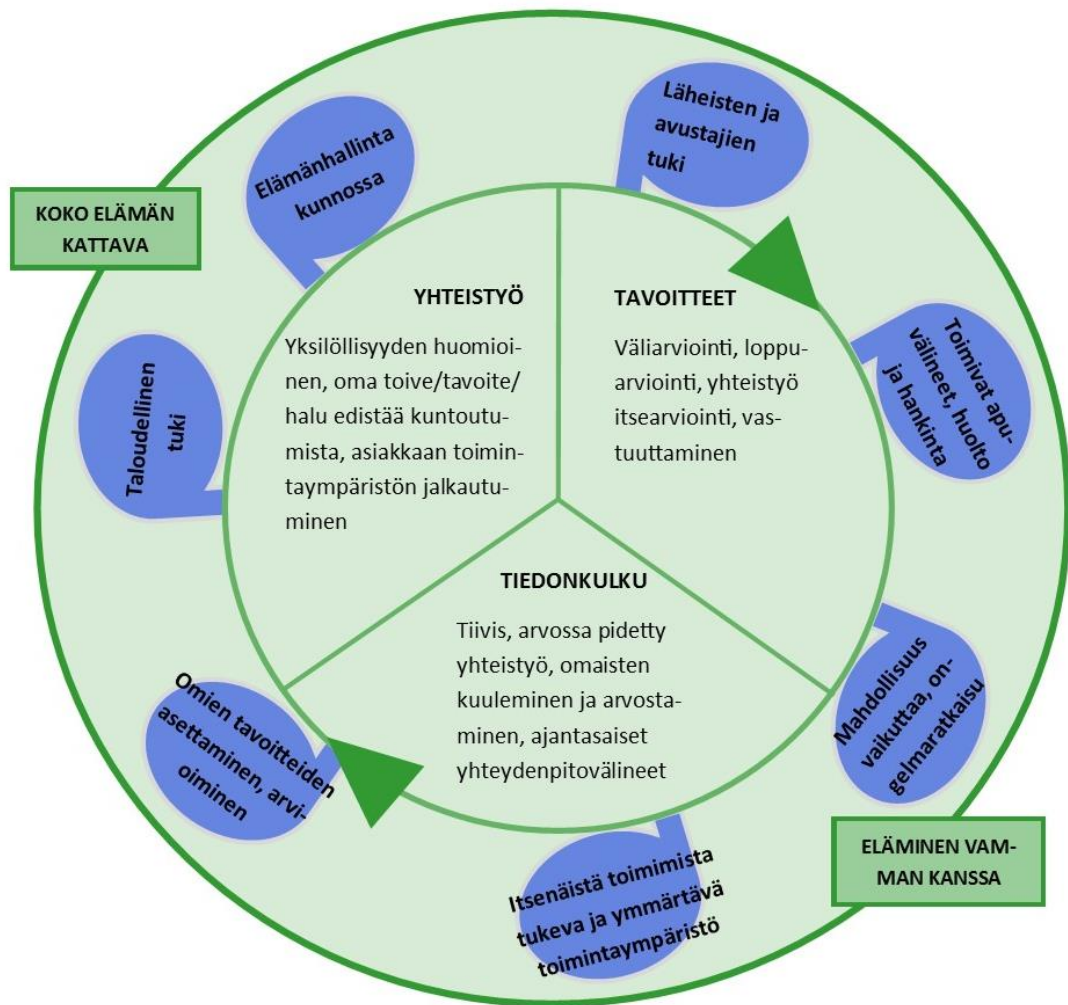 Läheisten ja
avustajien
tuki
Elämänhallinta
kunnossa
KOKO ELÄMÄN
KATTAVA
YHTEISTYÖ
Yksilöllisyyden huomioi-
nen, oma toive/tavoite/
halu edistää kuntoutu-
mista, asiakkaan toimin-
taympäristön jalkautu-
minen
TAVOITTEET
Väliarviointi, loppu-
arviointi, yhteistyö
itsearviointi, vas-
tuuttaminen
Toimivat apu-
välineet, huolto
ja hankinta
Taloudellinen
tuki
TIEDONKULKU
Tiivis, arvossa pidetty
yhteistyö, omaisten
kuuleminen ja arvosta-
minen, ajantasaiset
yhteydenpitovälineet
Mahdollisuus
vaikuttaa, on-
gelmaratkaisu
Omien tavoitteiden
asettaminen, arvi-
oiminen
ELÄMINEN VAM-
MAN KANSSA
Itsenäistä toimimista
tukeva ja ymmärtävä
toimintaympäristö